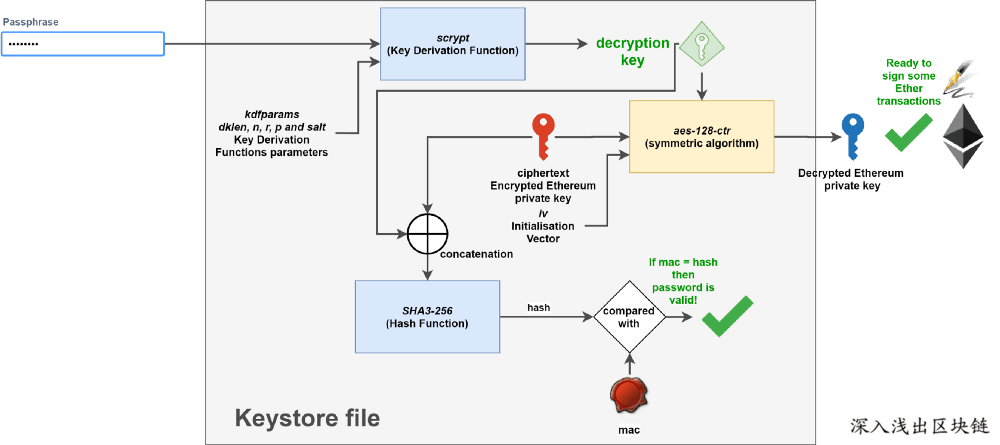 Passphrase
••••••••
scrypt
(Key Derivation Function)
decryption
key
kdfparams
dklen, n, r, p and salt
Key Derivation
Functions parameters
ciphertext
Encrypted Ethereum
private key
iv
Initialisation
Vector
aes-128-ctr
(symmetric algorithm)
Ready to
sign some
Ether
transactions
Decrypted Ethereum
private key
concatenation
SHA3-256
(Hash Function)
hash
compared
with
If mac = hash
then
password is
valid!
mac
Keystore file
深入浅出区块链